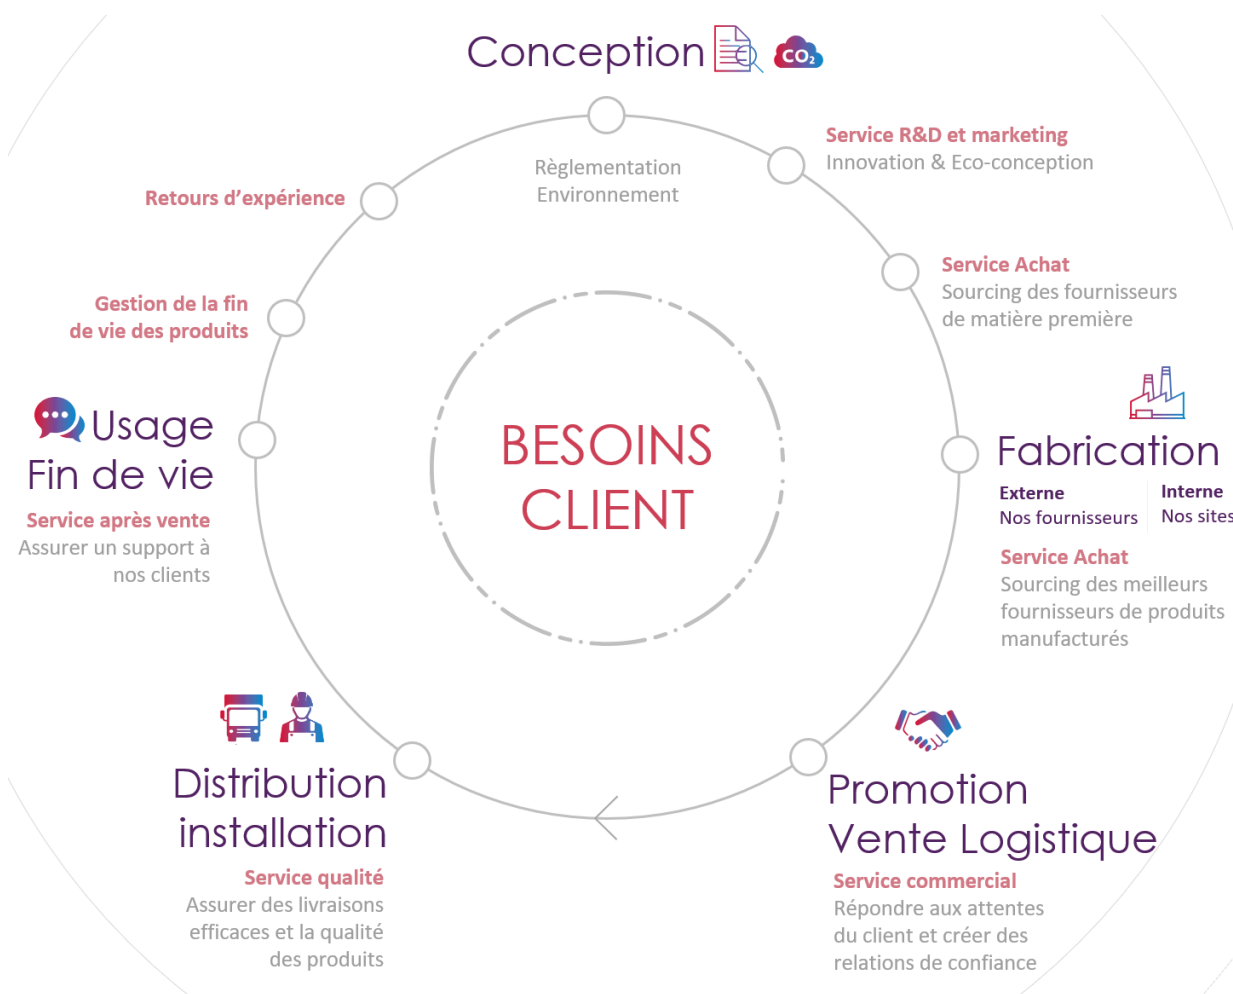 Conception
CO₂
Règlementation
Environnement
Service R&D et marketing
Innovation & Eco-conception
Service Achat
Sourcing des fournisseurs
de matière première
Fabrication
Externe
Nos fournisseurs
Interne
Nos sites
Service Achat
Sourcing des meilleurs
fournisseurs de produits
manufacturés
Promotion
Vente Logistique
Service commercial
Répondre aux attentes
du client et créer des
relations de confiance
Distribution
installation
Service qualité
Assurer des livraisons
efficaces et la qualité
des produits
Usage
Fin de vie
Service après vente
Assurer un support à
nos clients
Gestion de la fin
de vie des produits
Retours d’expérience
BESOINS
CLIENT